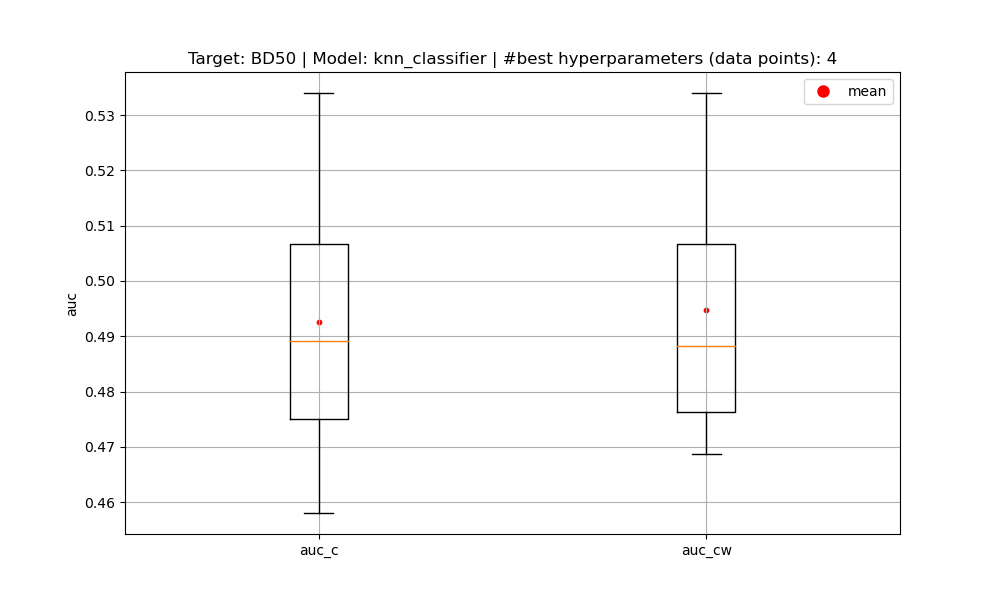 Target: BD50 | Model: knn_classifier | #best hyperparameters (data points): 4
mean
0.53
0.52
0.51
0.50
0.49
0.48
0.47
0.46
auc
auc_c
auc_cw